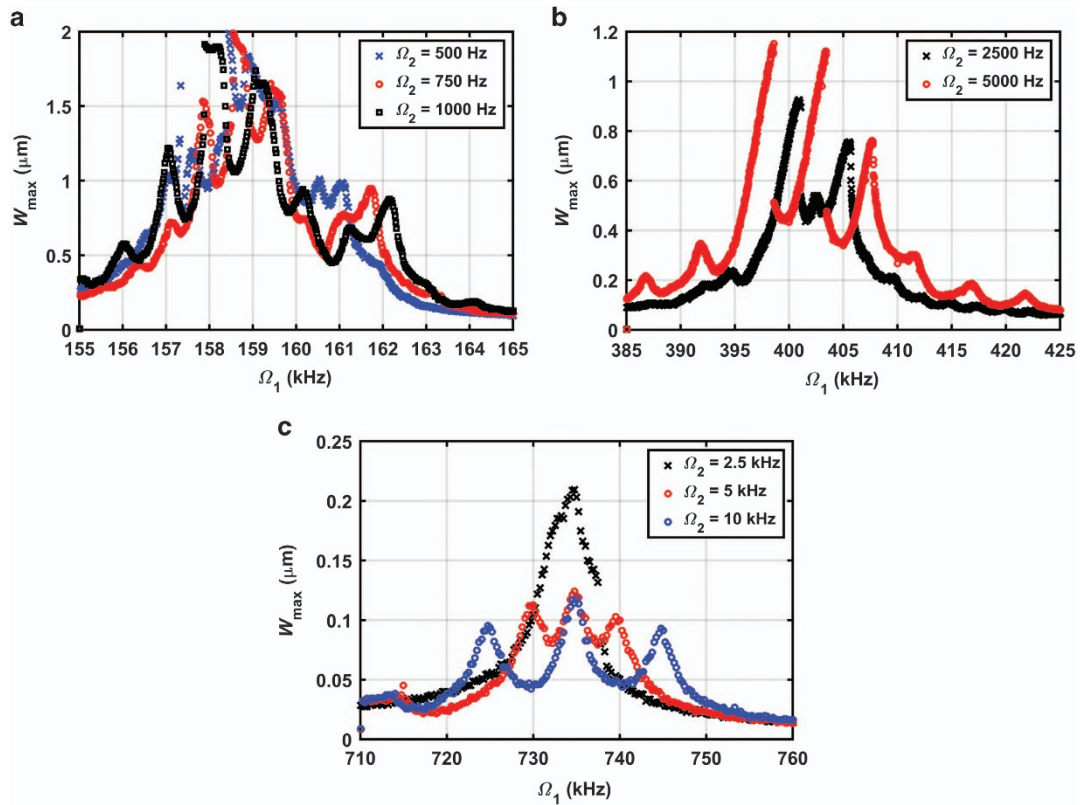 a
2
1.5
1
0.5
0
W max (μm)
Ω2 = 500 Hz
Ω2 = 750 Hz
Ω2 = 1000 Hz
155 156 157 158 159 160 161 162 163 164 165
Ω1 (kHz)
b
1.2
1
0.8
0.6
0.4
0.2
0
W max (μm)
Ω2 = 2500 Hz
Ω2 = 5000 Hz
385 390 395 400 405 410 415 420 425
Ω1 (kHz)
c
0.25
0.2
0.15
0.1
0.05
0
W max (μm)
Ω2 = 2.5 kHz
Ω2 = 5 kHz
Ω2 = 10 kHz
710 720 730 740 750 760
Ω1 (kHz)